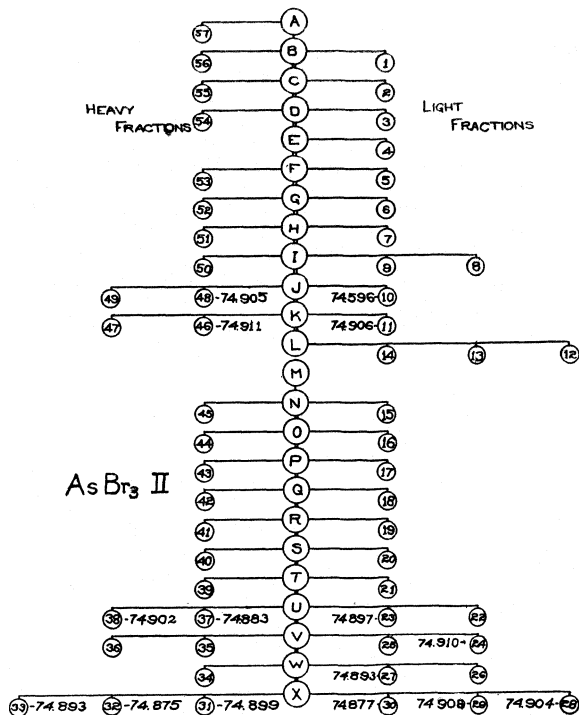 A
57
B
56 1
C
55 2
HEAVY FRACTIONS
LIGHT FRACTIONS
D
54 3
E
4
F
53 5
G
52 6
H
51 7
I
50 9 8
J
49 48 -74.905 74.596- 10
K
47 46 -74.911 74.906- 11
L
14 13 12
M
N
45 15
O
44 16
P
43 17
AsBr3 II
Q
42 18
R
41 19
S
40 20
T
39 21
U
38 -74.902 37 -74.883 74.897- 23 22
V
36 35 25 74.910- 24
W
34 74.893- 27 26
X
33 -74.893 32 -74.875 31 -74.899 74.877 30 74.908- 29 74.904- 28